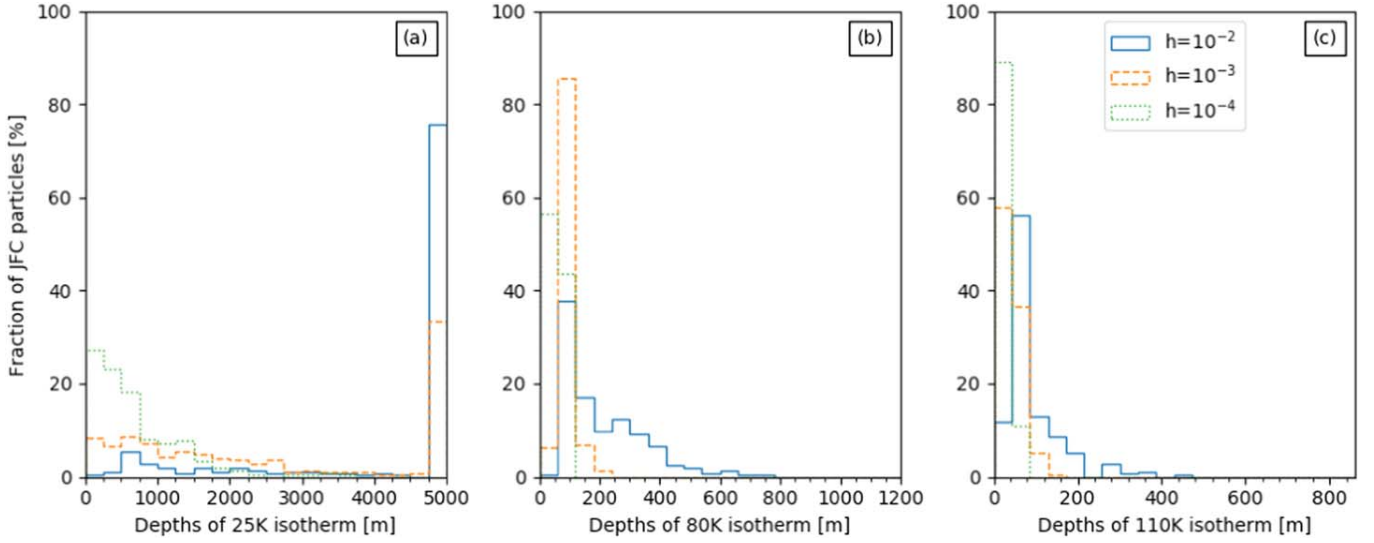 Fraction of JFC particles [%]
100
80
60
40
20
0
(a)
0 1000 2000 3000 4000 5000
Depths of 25K isotherm [m]
100
80
60
40
20
0
(b)
0 200 400 600 800 1000 1200
Depths of 80K isotherm [m]
100
80
60
40
20
0
h=10⁻²
h=10⁻³
h=10⁻⁴
(c)
0 200 400 600 800
Depths of 110K isotherm [m]